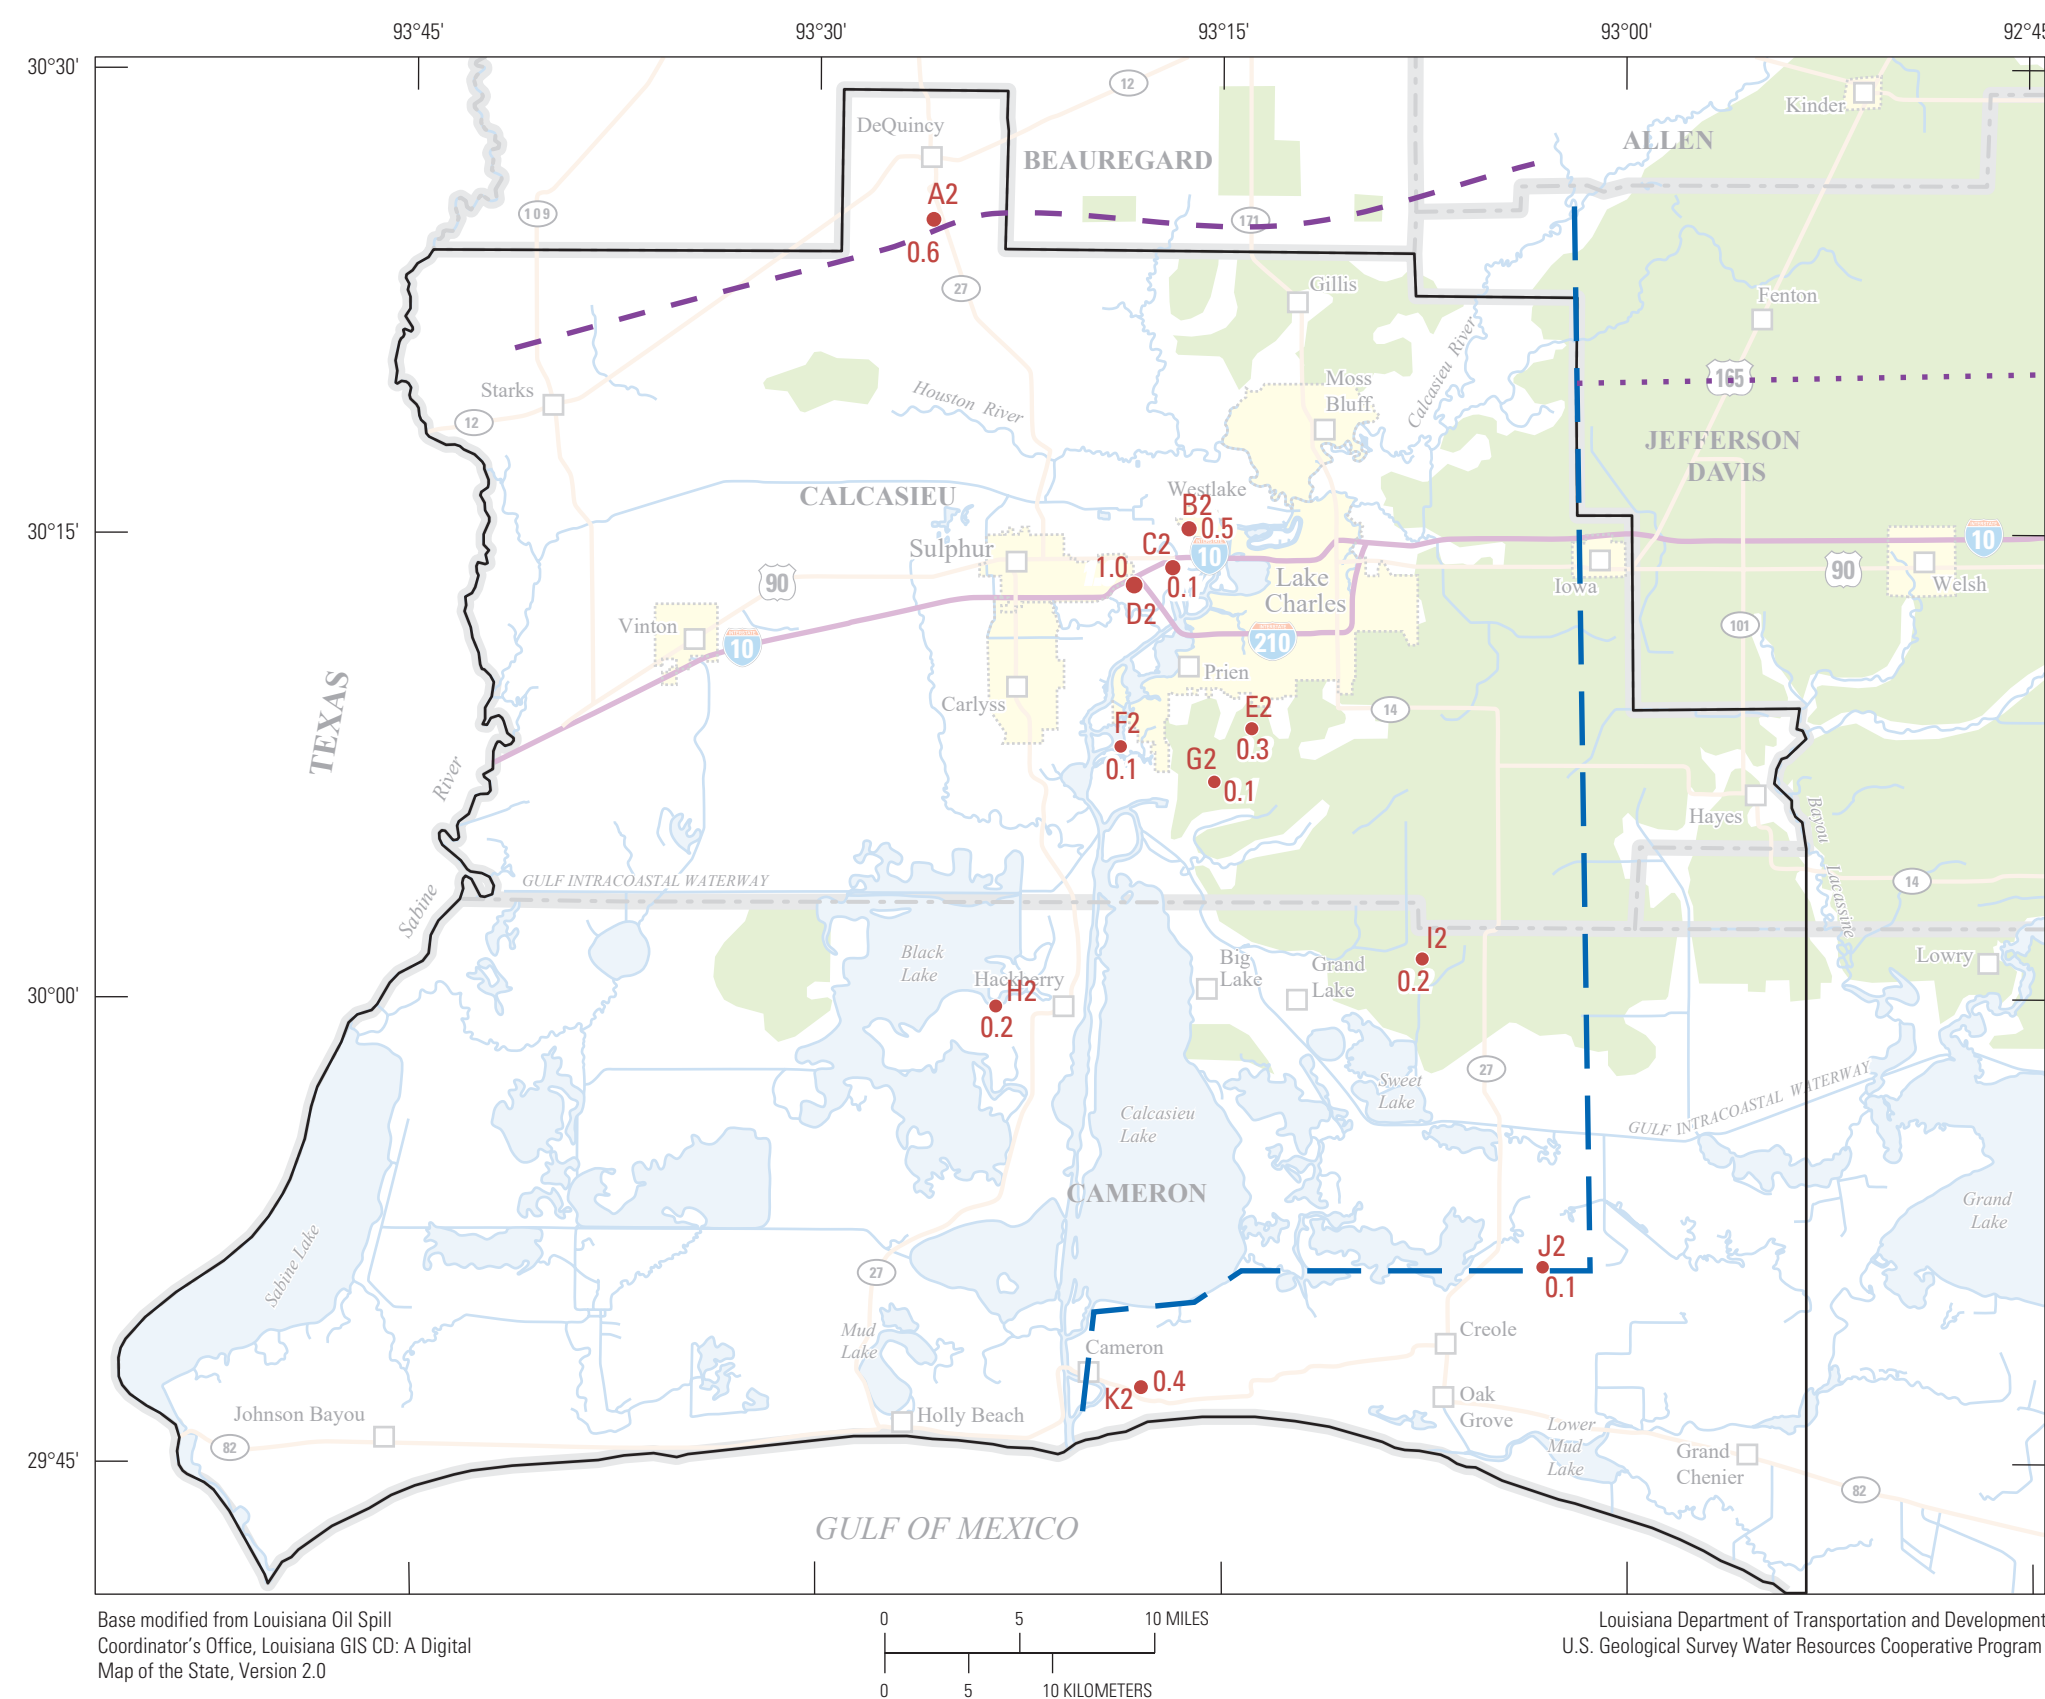 93°45'
93°30'
93°15'
93°00'
92°45
30°30'
12
Kinder
DeQuincy
ALLEN
BEAUREGARD
A2
109
171
0.6
27
Gillis
Fenton
Calcasieu River
165
Moss
Bluff
Starks
Houston River
12
JEFFERSON
DAVIS
CALCASIEU
Westlake
B2
0.5
30°15'
Sulphur
C2
10
10
1.0
0.1
Lake
Charles
90
90
Iowa
Welsh
D2
Vinton
10
210
101
Prien
TEXAS
Carlyss
14
E2
F2
0.3
G2
0.1
0.1
River
Hayes
Bayou
Lacassine
GULF INTRACOASTAL WATERWAY
14
Sabine
I2
Black
Lake
Big
Lake
Grand
Lake
Lowry
0.2
Hackberry
H2
30°00'
0.2
27
Sweet
Lake
GULF INTRACOASTAL WATERWAY
Calcasieu
Lake
CAMERON
Grand
Lake
Sabine Lake
J2
27
0.1
Mud
Lake
Creole
Cameron
K2
0.4
Oak
Grove
Johnson Bayou
Holly Beach
Lower
Mud
Lake
82
Grand
Chenier
29°45'
82
GULF OF MEXICO
Base modified from Louisiana Oil Spill
Coordinator's Office, Louisiana GIS CD: A Digital
Map of the State, Version 2.0
0 5 10 MILES
0 5 10 KILOMETERS
Louisiana Department of Transportation and Development
U.S. Geological Survey Water Resources Cooperative Program